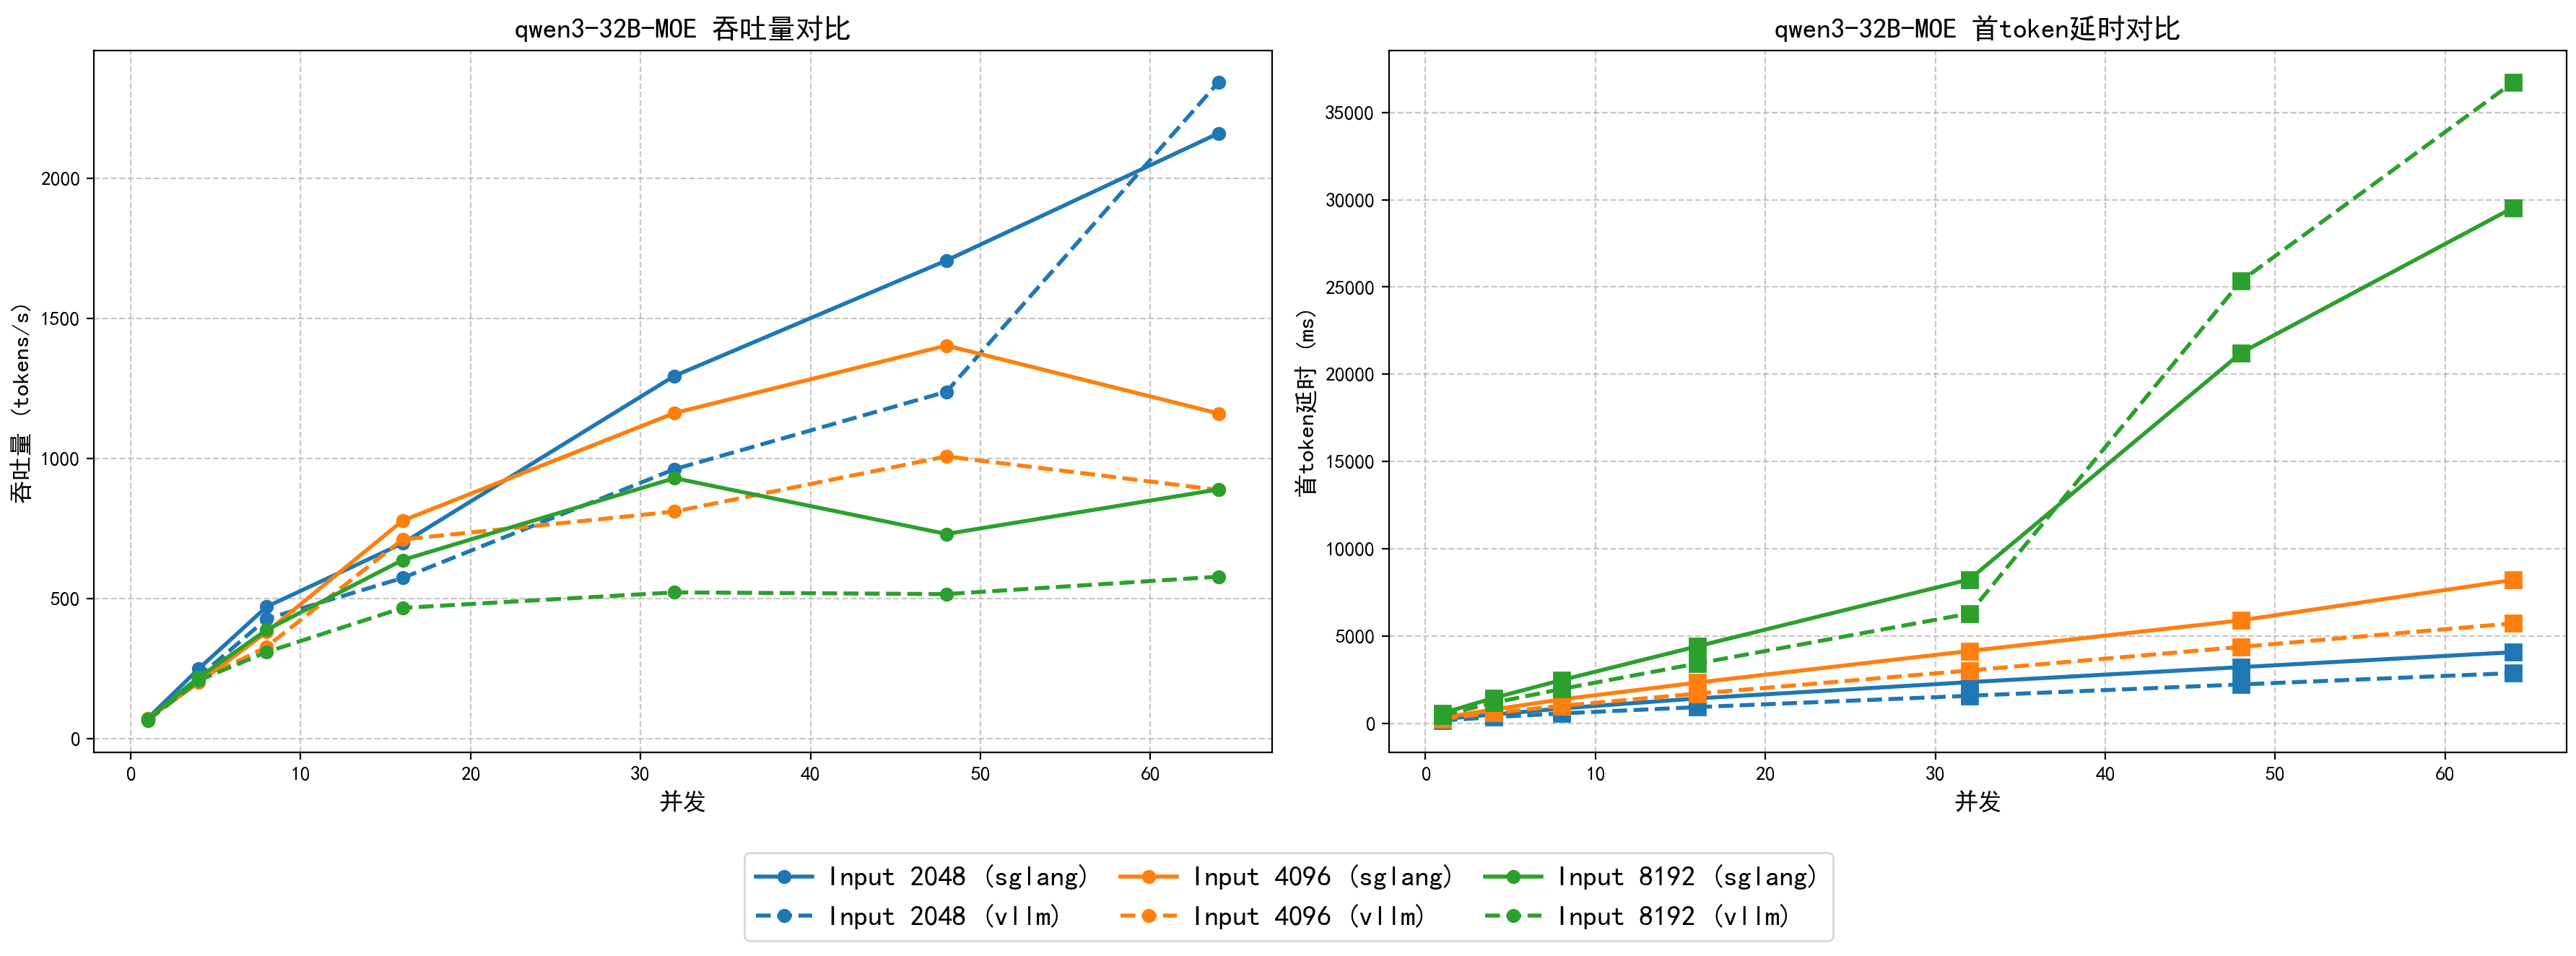 qwen3-32B-MOE 吞吐量对比
吞吐量 (tokens/s)
2000
1500
1000
500
0
0 10 20 30 40 50 60
并发
qwen3-32B-MOE 首token延时对比
首token延时 (ms)
35000
30000
25000
20000
15000
10000
5000
0
0 10 20 30 40 50 60
并发
Input 2048 (sglang) Input 4096 (sglang) Input 8192 (sglang)
Input 2048 (vllm) Input 4096 (vllm) Input 8192 (vllm)